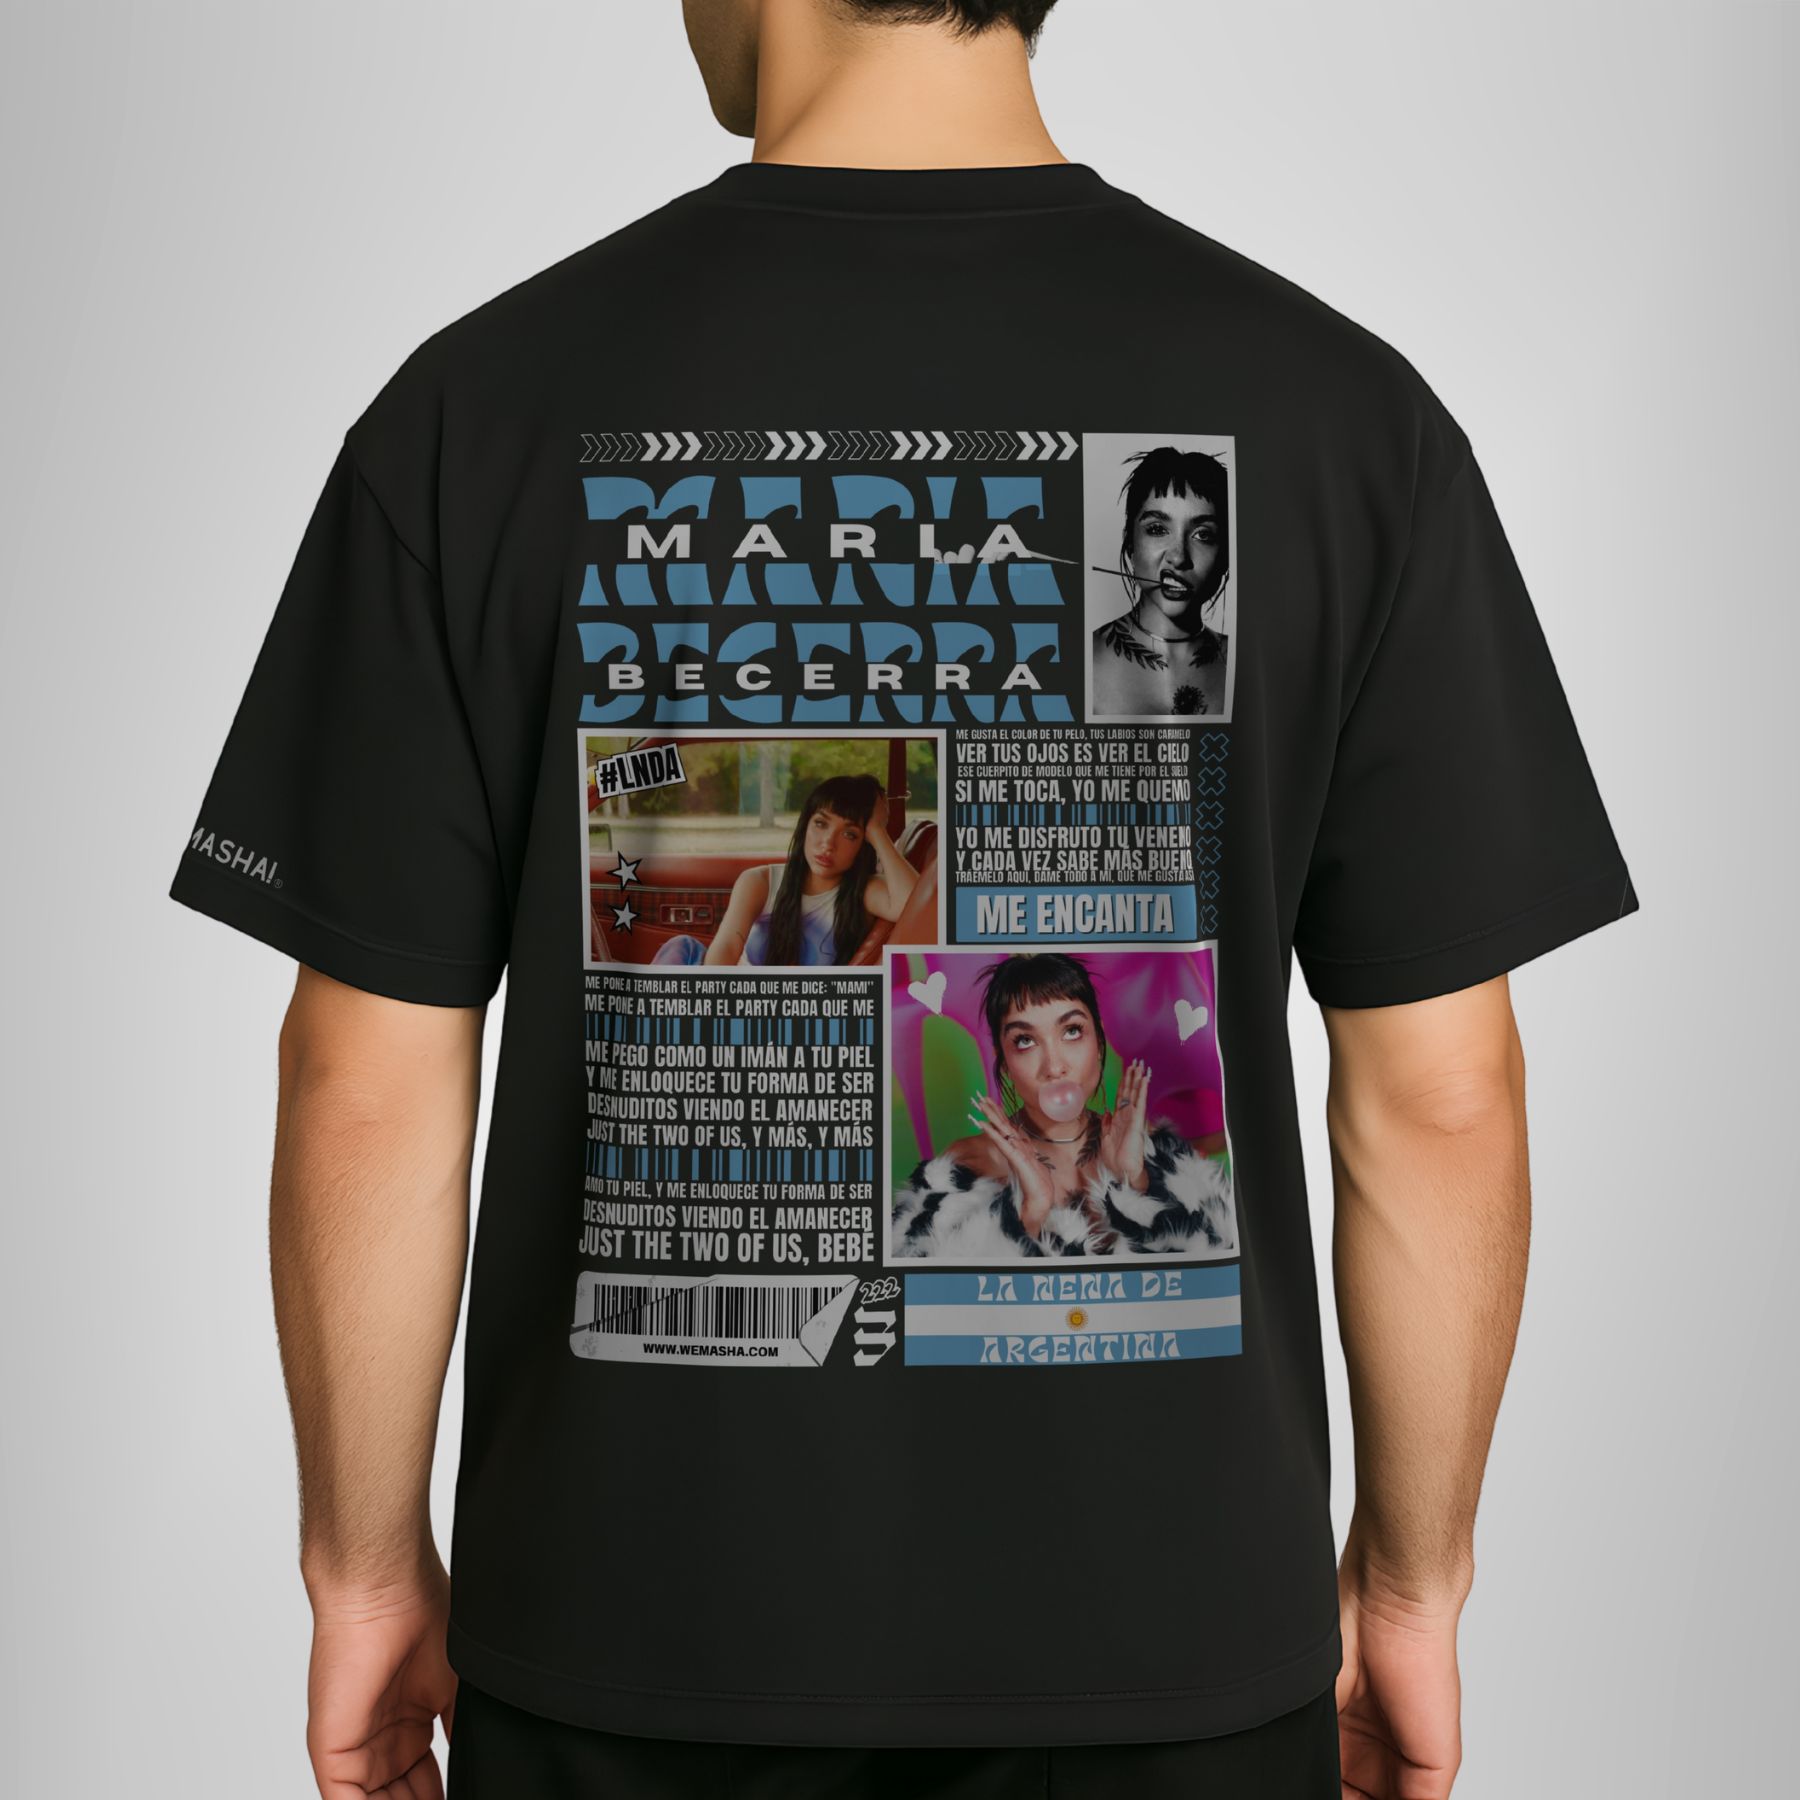 MARIA
MARIA
BECERRA
BECERRA
#LNDA
ME GUSTA EL COLOR DE TU PELO, TUS LABIOS SON CARAMELO
VER TUS OJOS ES VER EL CIELO
ESE CUERPITO DE MODELO QUE ME TIENE POR EL SUELO
SI ME TOCA, YO ME QUEMO
YO ME DISFRUTO TU VENENO
Y CADA VEZ SABE MÁS BUENO
TRÁEMELO AQUÍ, DAME TODO A MÍ, QUE ME GUSTA ASÍ
ME ENCANTA
MASHA!®
ME PONE A TEMBLAR EL PARTY CADA QUE ME DICE: "MAMI"
ME PONE A TEMBLAR EL PARTY CADA QUE ME
ME PEGO COMO UN IMÁN A TU PIEL
Y ME ENLOQUECE TU FORMA DE SER
DESNUDITOS VIENDO EL AMANECER
JUST THE TWO OF US, Y MÁS, Y MÁS
AMO TU PIEL, Y ME ENLOQUECE TU FORMA DE SER
DESNUDITOS VIENDO EL AMANECER
JUST THE TWO OF US, BEBÉ
WWW.WEMASHA.COM
222
LA NENA DE
ARGENTINA